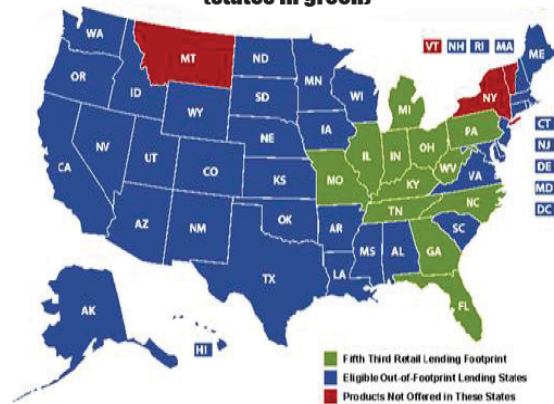 (states in green)
WA
MT
ND
MN
ME
VT NH RI MA
OR
ID
SD
WI
MI
NY
WY
IA
PA
CT
NV
NE
IL IN OH
NJ
CA
UT
CO
KS
MO
WV
VA
DE
KY
MD
AZ
NM
OK
AR
TN
NC
DC
SC
MS AL
GA
TX
LA
FL
AK
HI
Fifth Third Retail Lending Footprint
Eligible Out-of-Footprint Lending States
Products Not Offered in These States